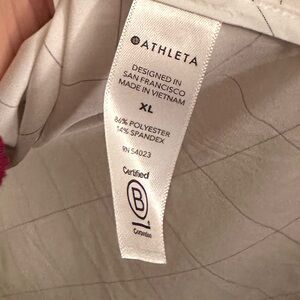 ATHLETA
DESIGNED IN
SAN FRANCISCO
MADE IN VIETNAM
XL
86% POLYESTER
14% SPANDEX
RN 54023
Certified
B
Corporation